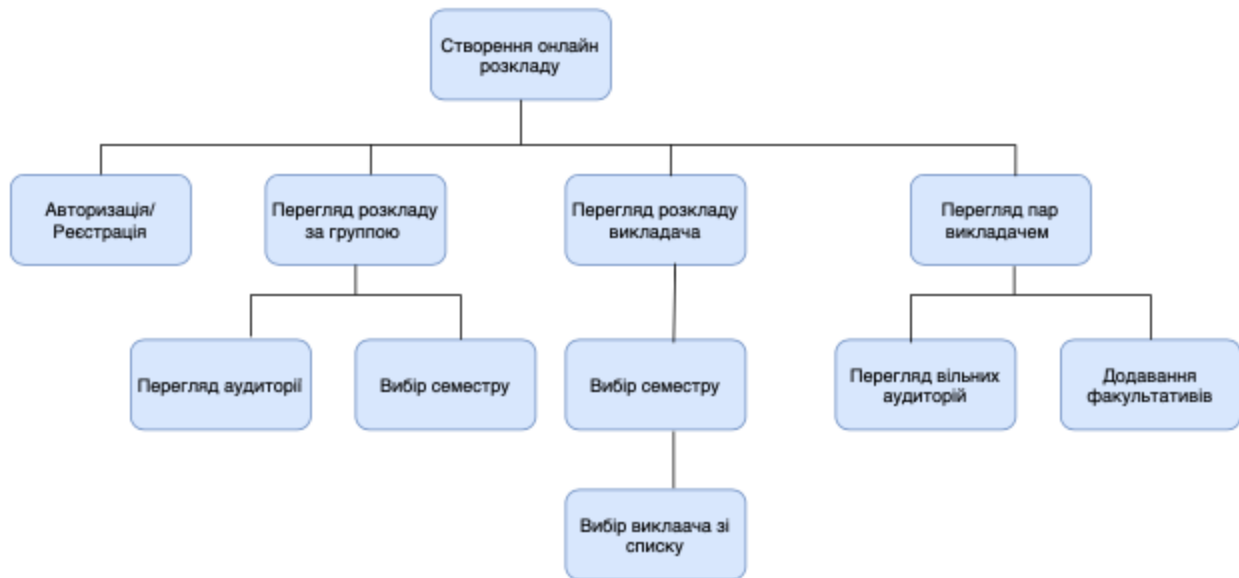 Створення онлайн
розкладу
Авторизація/
Реєстрація
Перегляд розкладу
за группою
Перегляд розкладу
викладача
Перегляд пар
викладачем
Перегляд аудиторії
Вибір семестру
Вибір семестру
Перегляд вільних
аудиторій
Додавання
факультативів
Вибір виклаача зі
списку